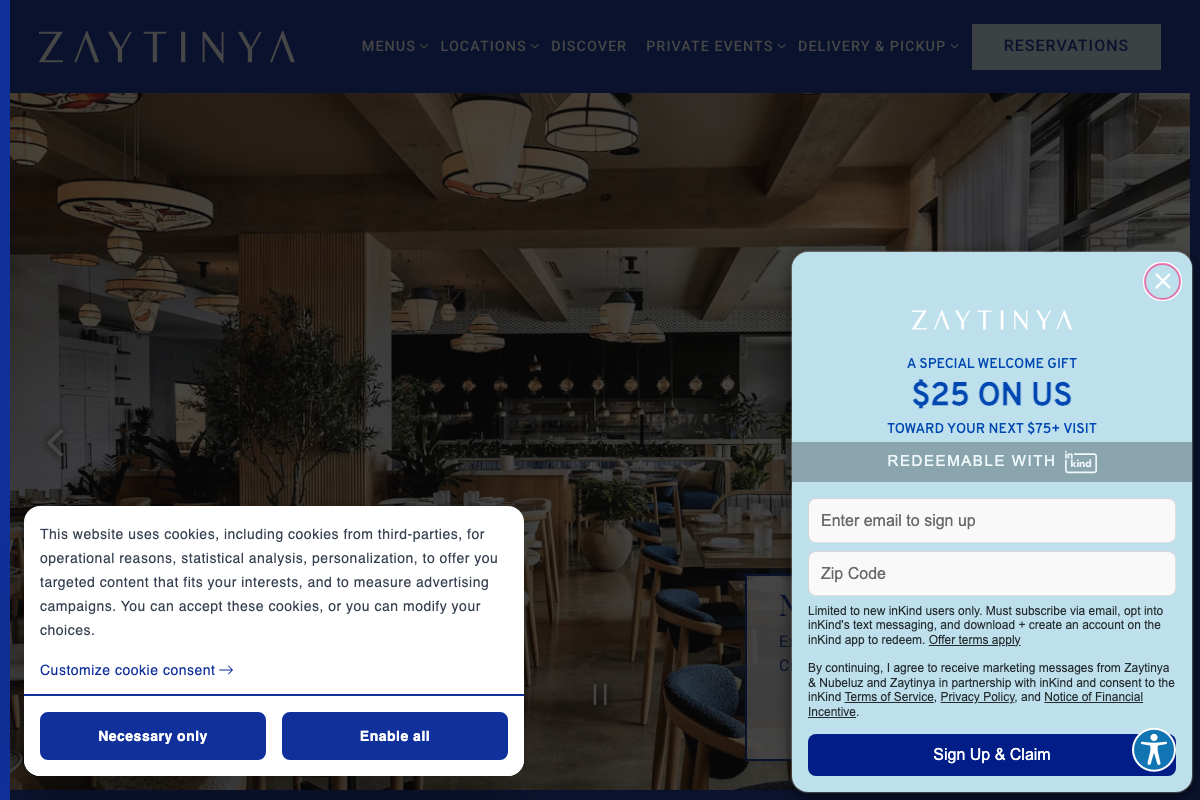 ZAYTINYA
MENUS
LOCATIONS
DISCOVER
PRIVATE EVENTS
DELIVERY & PICKUP
RESERVATIONS
ZAYTINYA
A SPECIAL WELCOME GIFT
$25 ON US
TOWARD YOUR NEXT $75+ VISIT
REDEEMABLE WITH inkind
Enter email to sign up
Zip Code
Limited to new inKind users only. Must subscribe via email, opt into
inKind's text messaging, and download + create an account on the
inKind app to redeem. Offer terms apply
By continuing, I agree to receive marketing messages from Zaytinya
& Nubeluz and Zaytinya in partnership with inKind and consent to the
inKind Terms of Service, Privacy Policy, and Notice of Financial
Incentive.
Sign Up & Claim
This website uses cookies, including cookies from third-parties, for
operational reasons, statistical analysis, personalization, to offer you
targeted content that fits your interests, and to measure advertising
campaigns. You can accept these cookies, or you can modify your
choices.
Customize cookie consent
Necessary only
Enable all